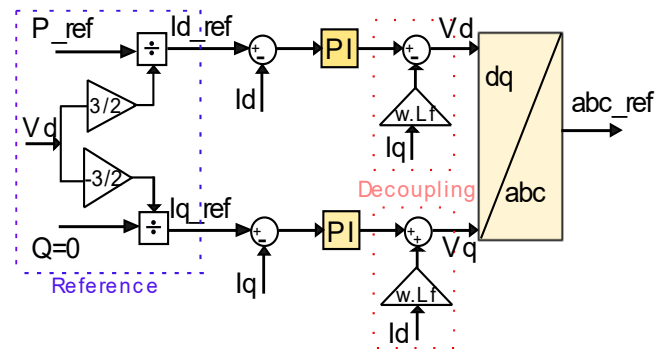 P_ref
÷
Id_ref
+
-
PI
+
-
Vd
3/2
Id
w.Lf
dq
abc_ref
Vd
Iq
-3/2
Decoupling
abc
Iq_ref
÷
+
-
PI
+
+
Vq
Q=0
Iq
w.Lf
Reference
Id